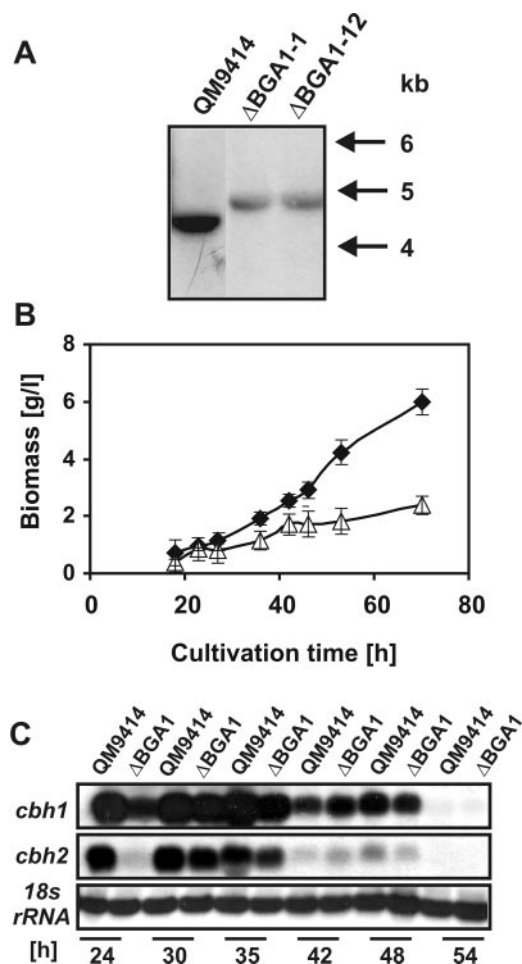 A
QM9414
ΔBGA1-1
ΔBGA1-12
kb
6
5
4
B
Biomass [g/l]
8
6
4
2
0
0 20 40 60 80
Cultivation time [h]
C
QM9414 ΔBGA1 QM9414 ΔBGA1 QM9414 ΔBGA1 QM9414 ΔBGA1 QM9414 ΔBGA1 QM9414 ΔBGA1
cbh1
cbh2
18s
rRNA
[h] 24 30 35 42 48 54